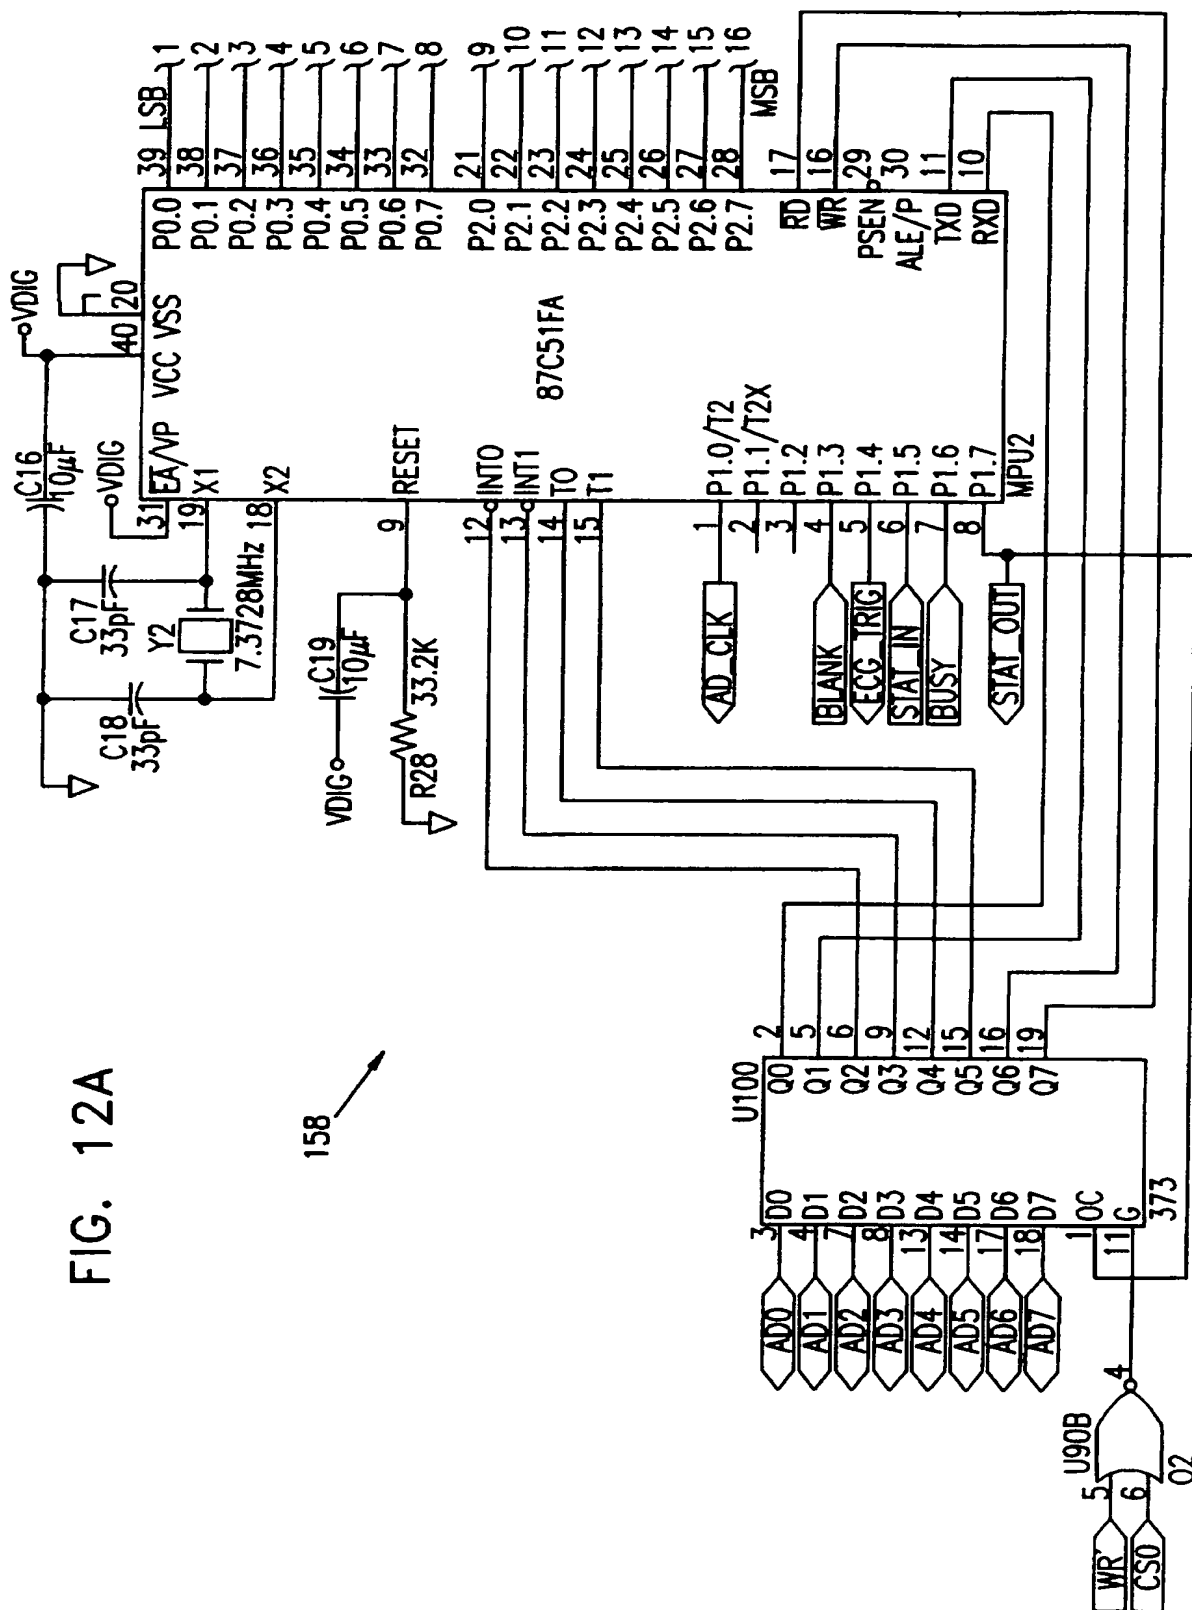 FIG. 12A
158
VDIG
C16
10µF
VDIG
C17
33pF
C18
33pF
Y2
7.3728MHz
VDIG
C19
10µF
R28 33.2K
31 EA/VP
19 X1
18 X2
40 VCC
20 VSS
9 RESET
12 INT0
13 INT1
14 T0
15 T1
1 P1.0/T2
2 P1.1/T2X
3 P1.2
4 P1.3
5 P1.4
6 P1.5
7 P1.6
8 P1.7
87C51FA
MPU2
P0.0 39 LSB 1
P0.1 38 2
P0.2 37 3
P0.3 36 4
P0.4 35 5
P0.5 34 6
P0.6 33 7
P0.7 32 8
P2.0 21 9
P2.1 22 10
P2.2 23 11
P2.3 24 12
P2.4 25 13
P2.5 26 14
P2.6 27 15
P2.7 28 16
MSB
RD 17
WR 16
PSEN 29
ALE/P 30
TXD 11
RXD 10
AD_CLK
BLANK
ECG_TRIG
STAT_IN
BUSY
STAT_OUT
U100
AD0 3 D0 Q0 2
AD1 4 D1 Q1 5
AD2 7 D2 Q2 6
AD3 8 D3 Q3 9
AD4 13 D4 Q4 12
AD5 14 D5 Q5 15
AD6 17 D6 Q6 16
AD7 18 D7 Q7 19
1 OC
11 G
373
U90B
WR' 5
CS0 6
4
02